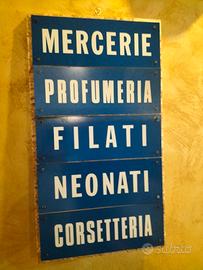 MERCERIE
PROFUMERIA
FILATI
NEONATI
CORSETTERIA
subito